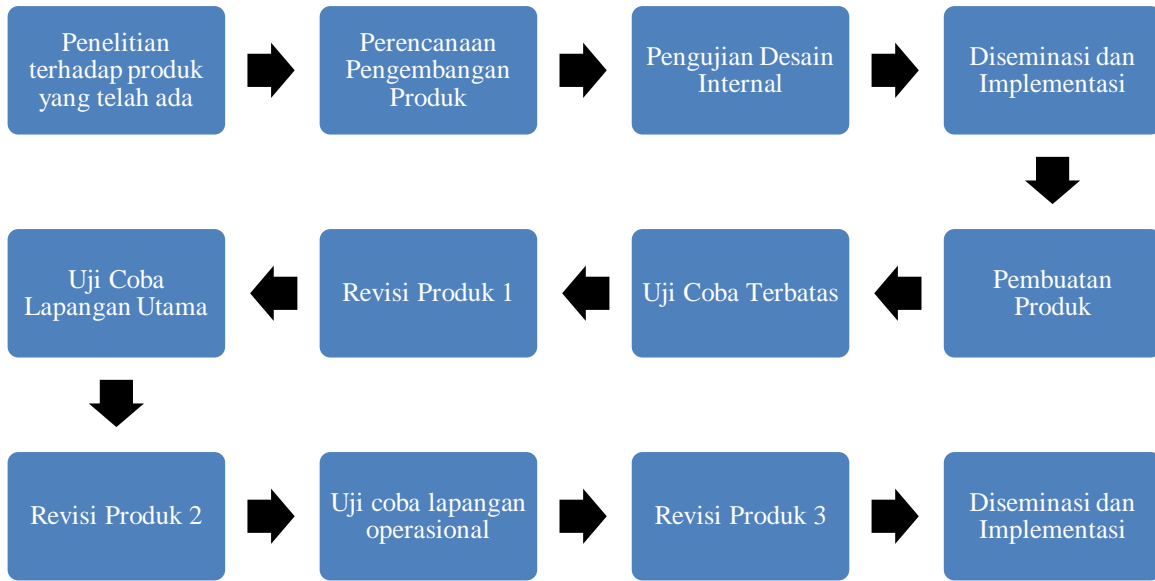 Penelitian
terhadap produk
yang telah ada
Perencanaan
Pengembangan
Produk
Pengujian Desain
Internal
Diseminasi dan
Implementasi
Pembuatan
Produk
Uji Coba Terbatas
Revisi Produk 1
Uji Coba
Lapangan Utama
Revisi Produk 2
Uji coba lapangan
operasional
Revisi Produk 3
Diseminasi dan
Implementasi